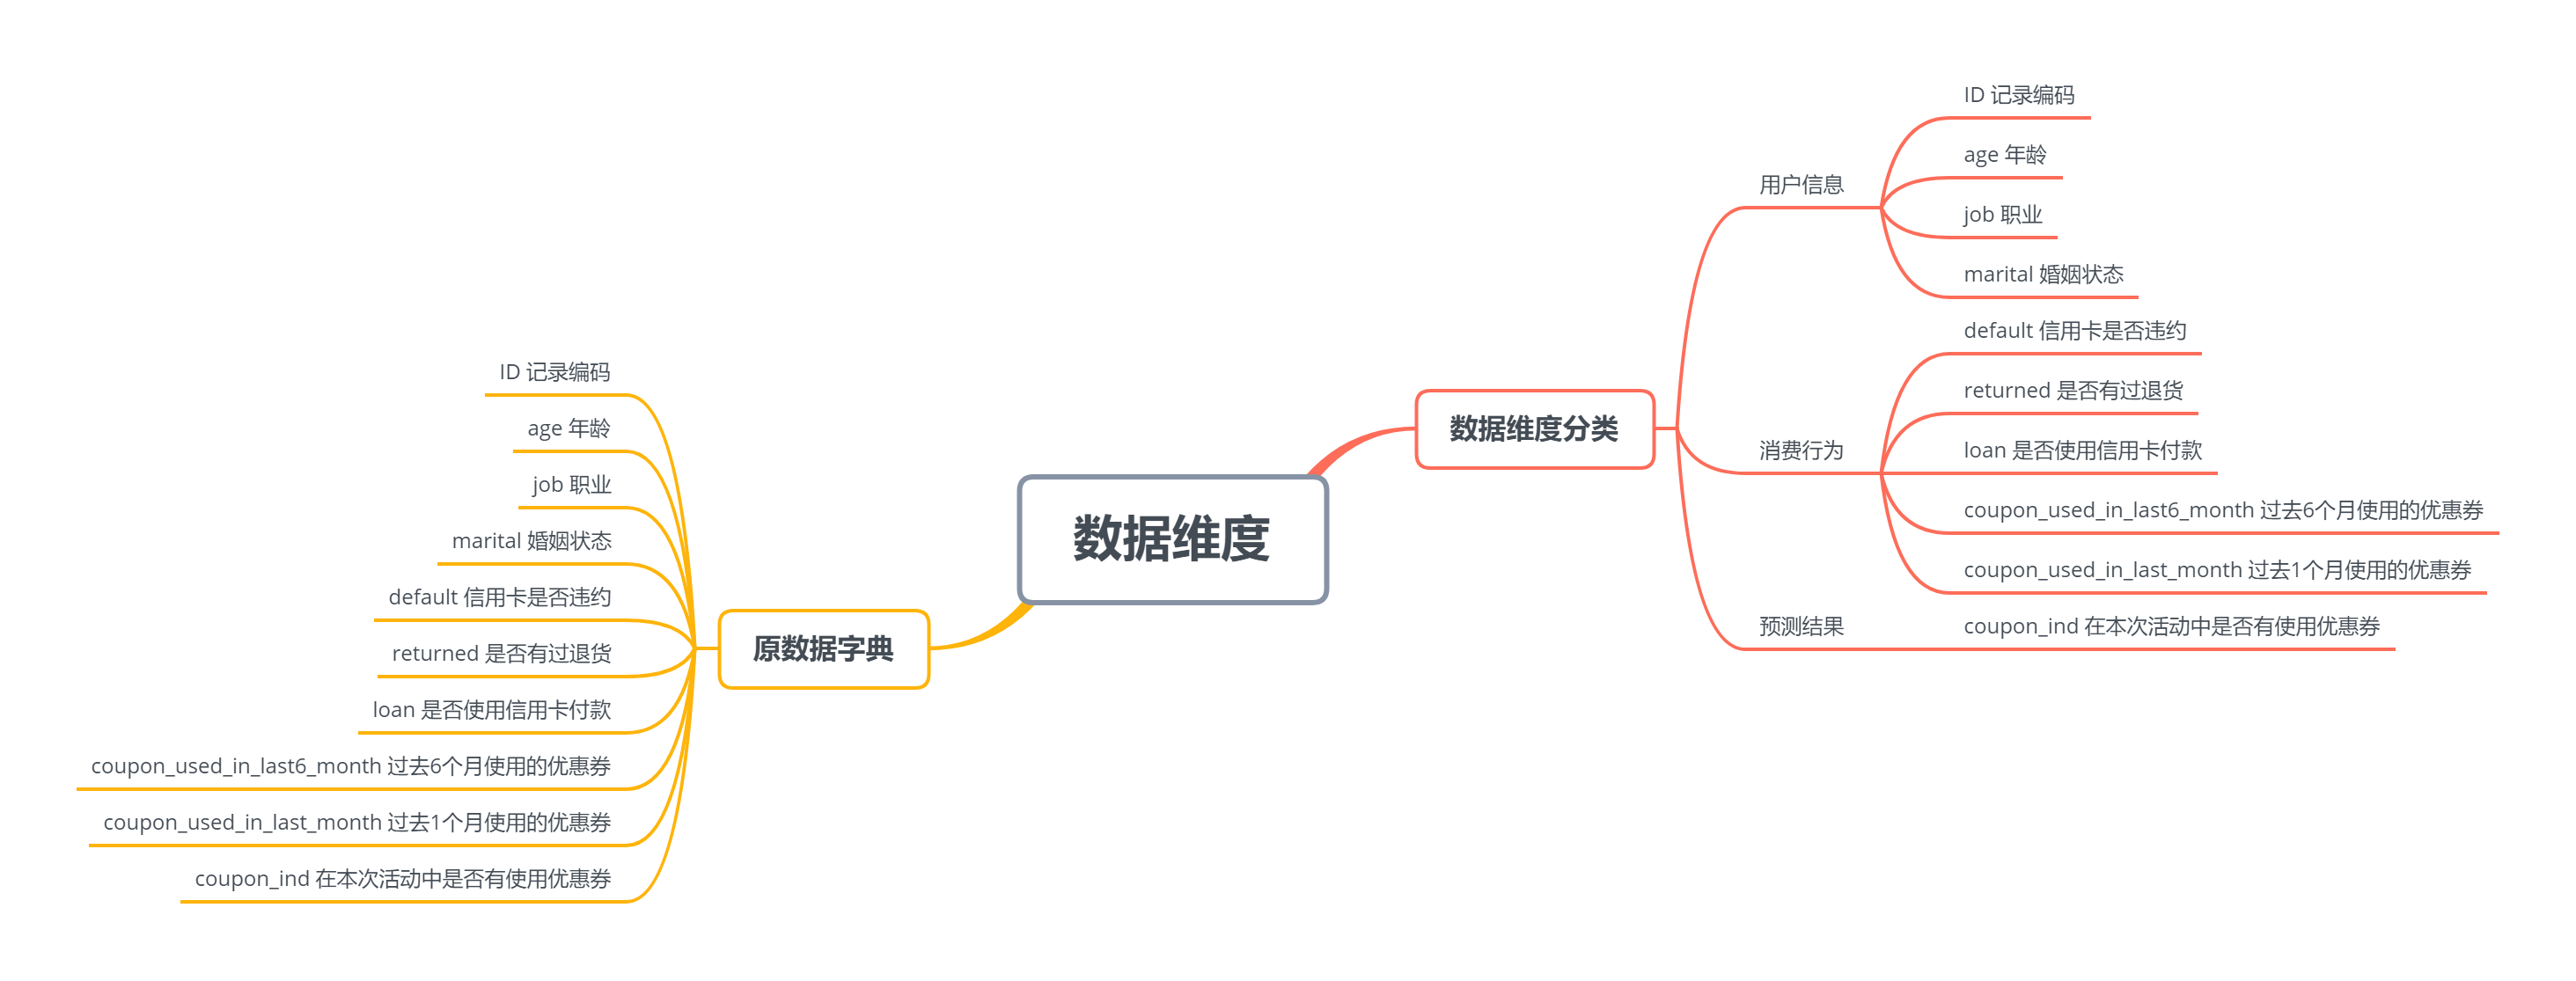 数据维度
数据维度分类
用户信息
ID 记录编码
age 年龄
job 职业
marital 婚姻状态
消费行为
default 信用卡是否违约
returned 是否有过退货
loan 是否使用信用卡付款
coupon_used_in_last6_month 过去6个月使用的优惠券
coupon_used_in_last_month 过去1个月使用的优惠券
预测结果
coupon_ind 在本次活动中是否有使用优惠券
原数据字典
ID 记录编码
age 年龄
job 职业
marital 婚姻状态
default 信用卡是否违约
returned 是否有过退货
loan 是否使用信用卡付款
coupon_used_in_last6_month 过去6个月使用的优惠券
coupon_used_in_last_month 过去1个月使用的优惠券
coupon_ind 在本次活动中是否有使用优惠券